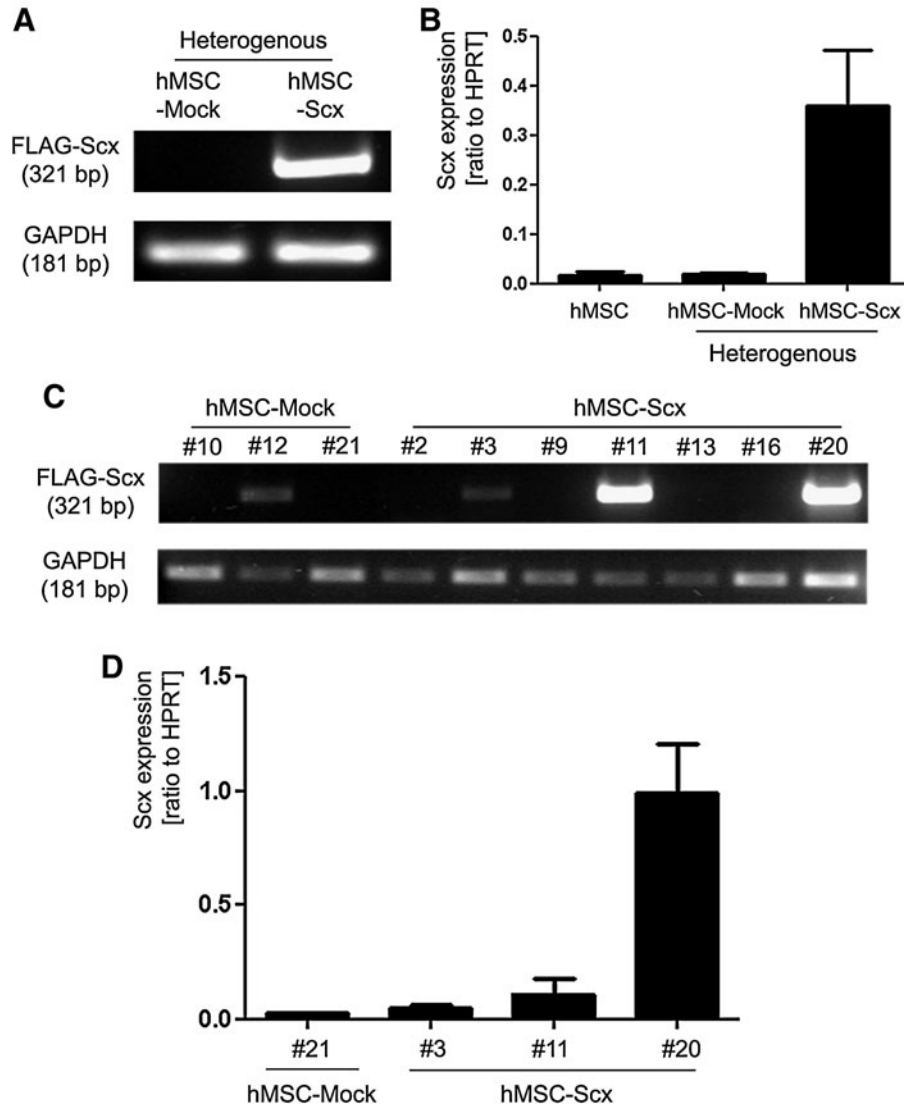 A
Heterogenous
hMSC hMSC
-Mock -Scx
FLAG-Scx
(321 bp)
GAPDH
(181 bp)
B
Scx expression
[ratio to HPRT]
0.5
0.4
0.3
0.2
0.1
0.0
hMSC hMSC-Mock hMSC-Scx
Heterogenous
C
hMSC-Mock hMSC-Scx
#10 #12 #21 #2 #3 #9 #11 #13 #16 #20
FLAG-Scx
(321 bp)
GAPDH
(181 bp)
D
Scx expression
[ratio to HPRT]
1.5
1.0
0.5
0.0
#21 #3 #11 #20
hMSC-Mock hMSC-Scx